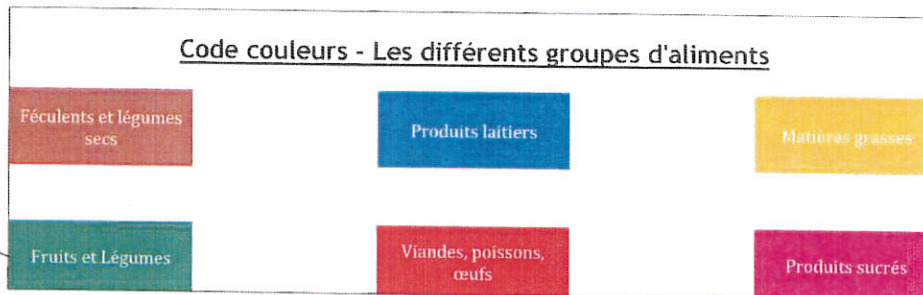 Code couleurs - Les différents groupes d'aliments
Féculents et légumes
secs
Produits laitiers
Matières grasses
Fruits et Légumes
Viandes, poissons,
œufs
Produits sucrés